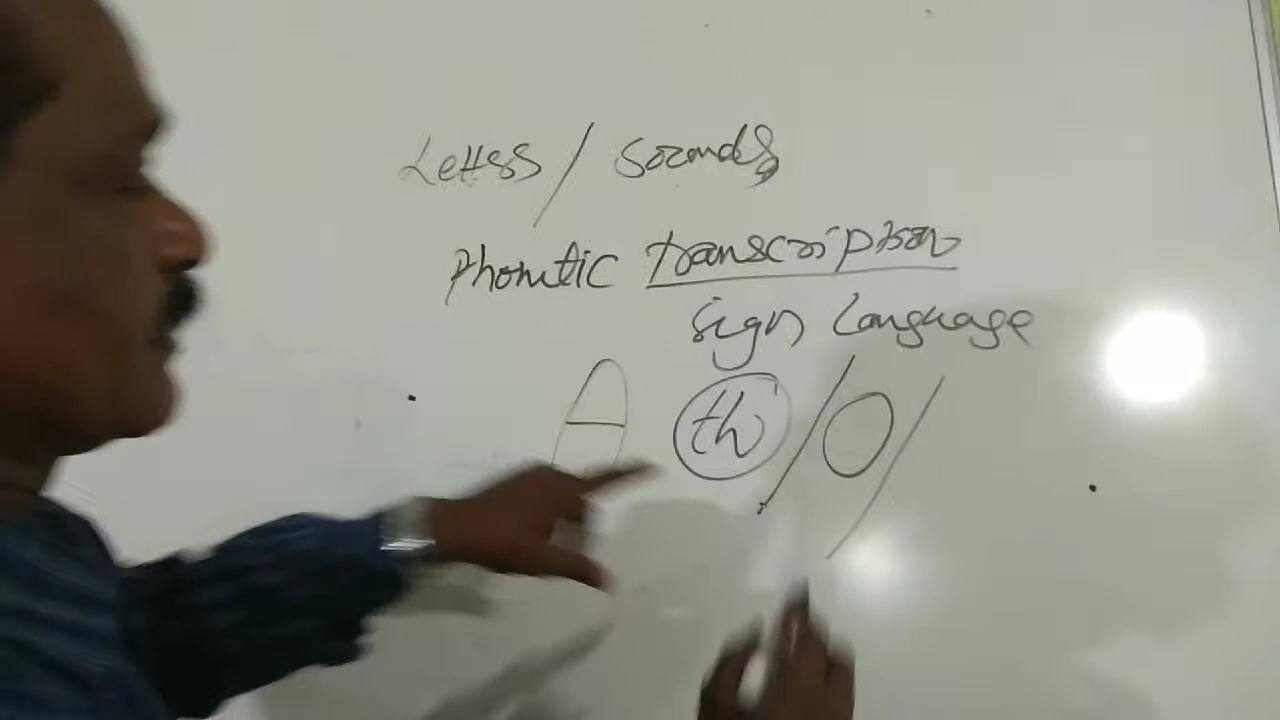 Letters / Sounds
Phonetic transcription
Sign Language
A th / O /